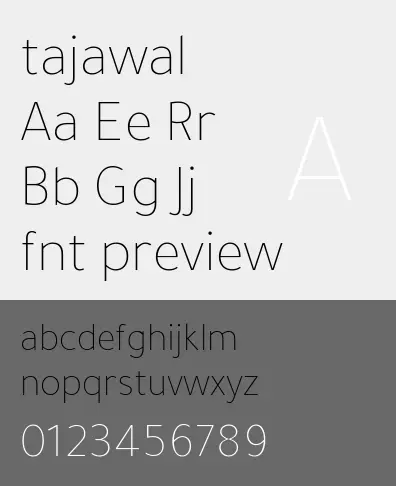 tajawal
Aa Ee Rr
A
Bb Gg Jj
fnt preview
abcdefghijklm
nopqrstuvwxyz
0123456789